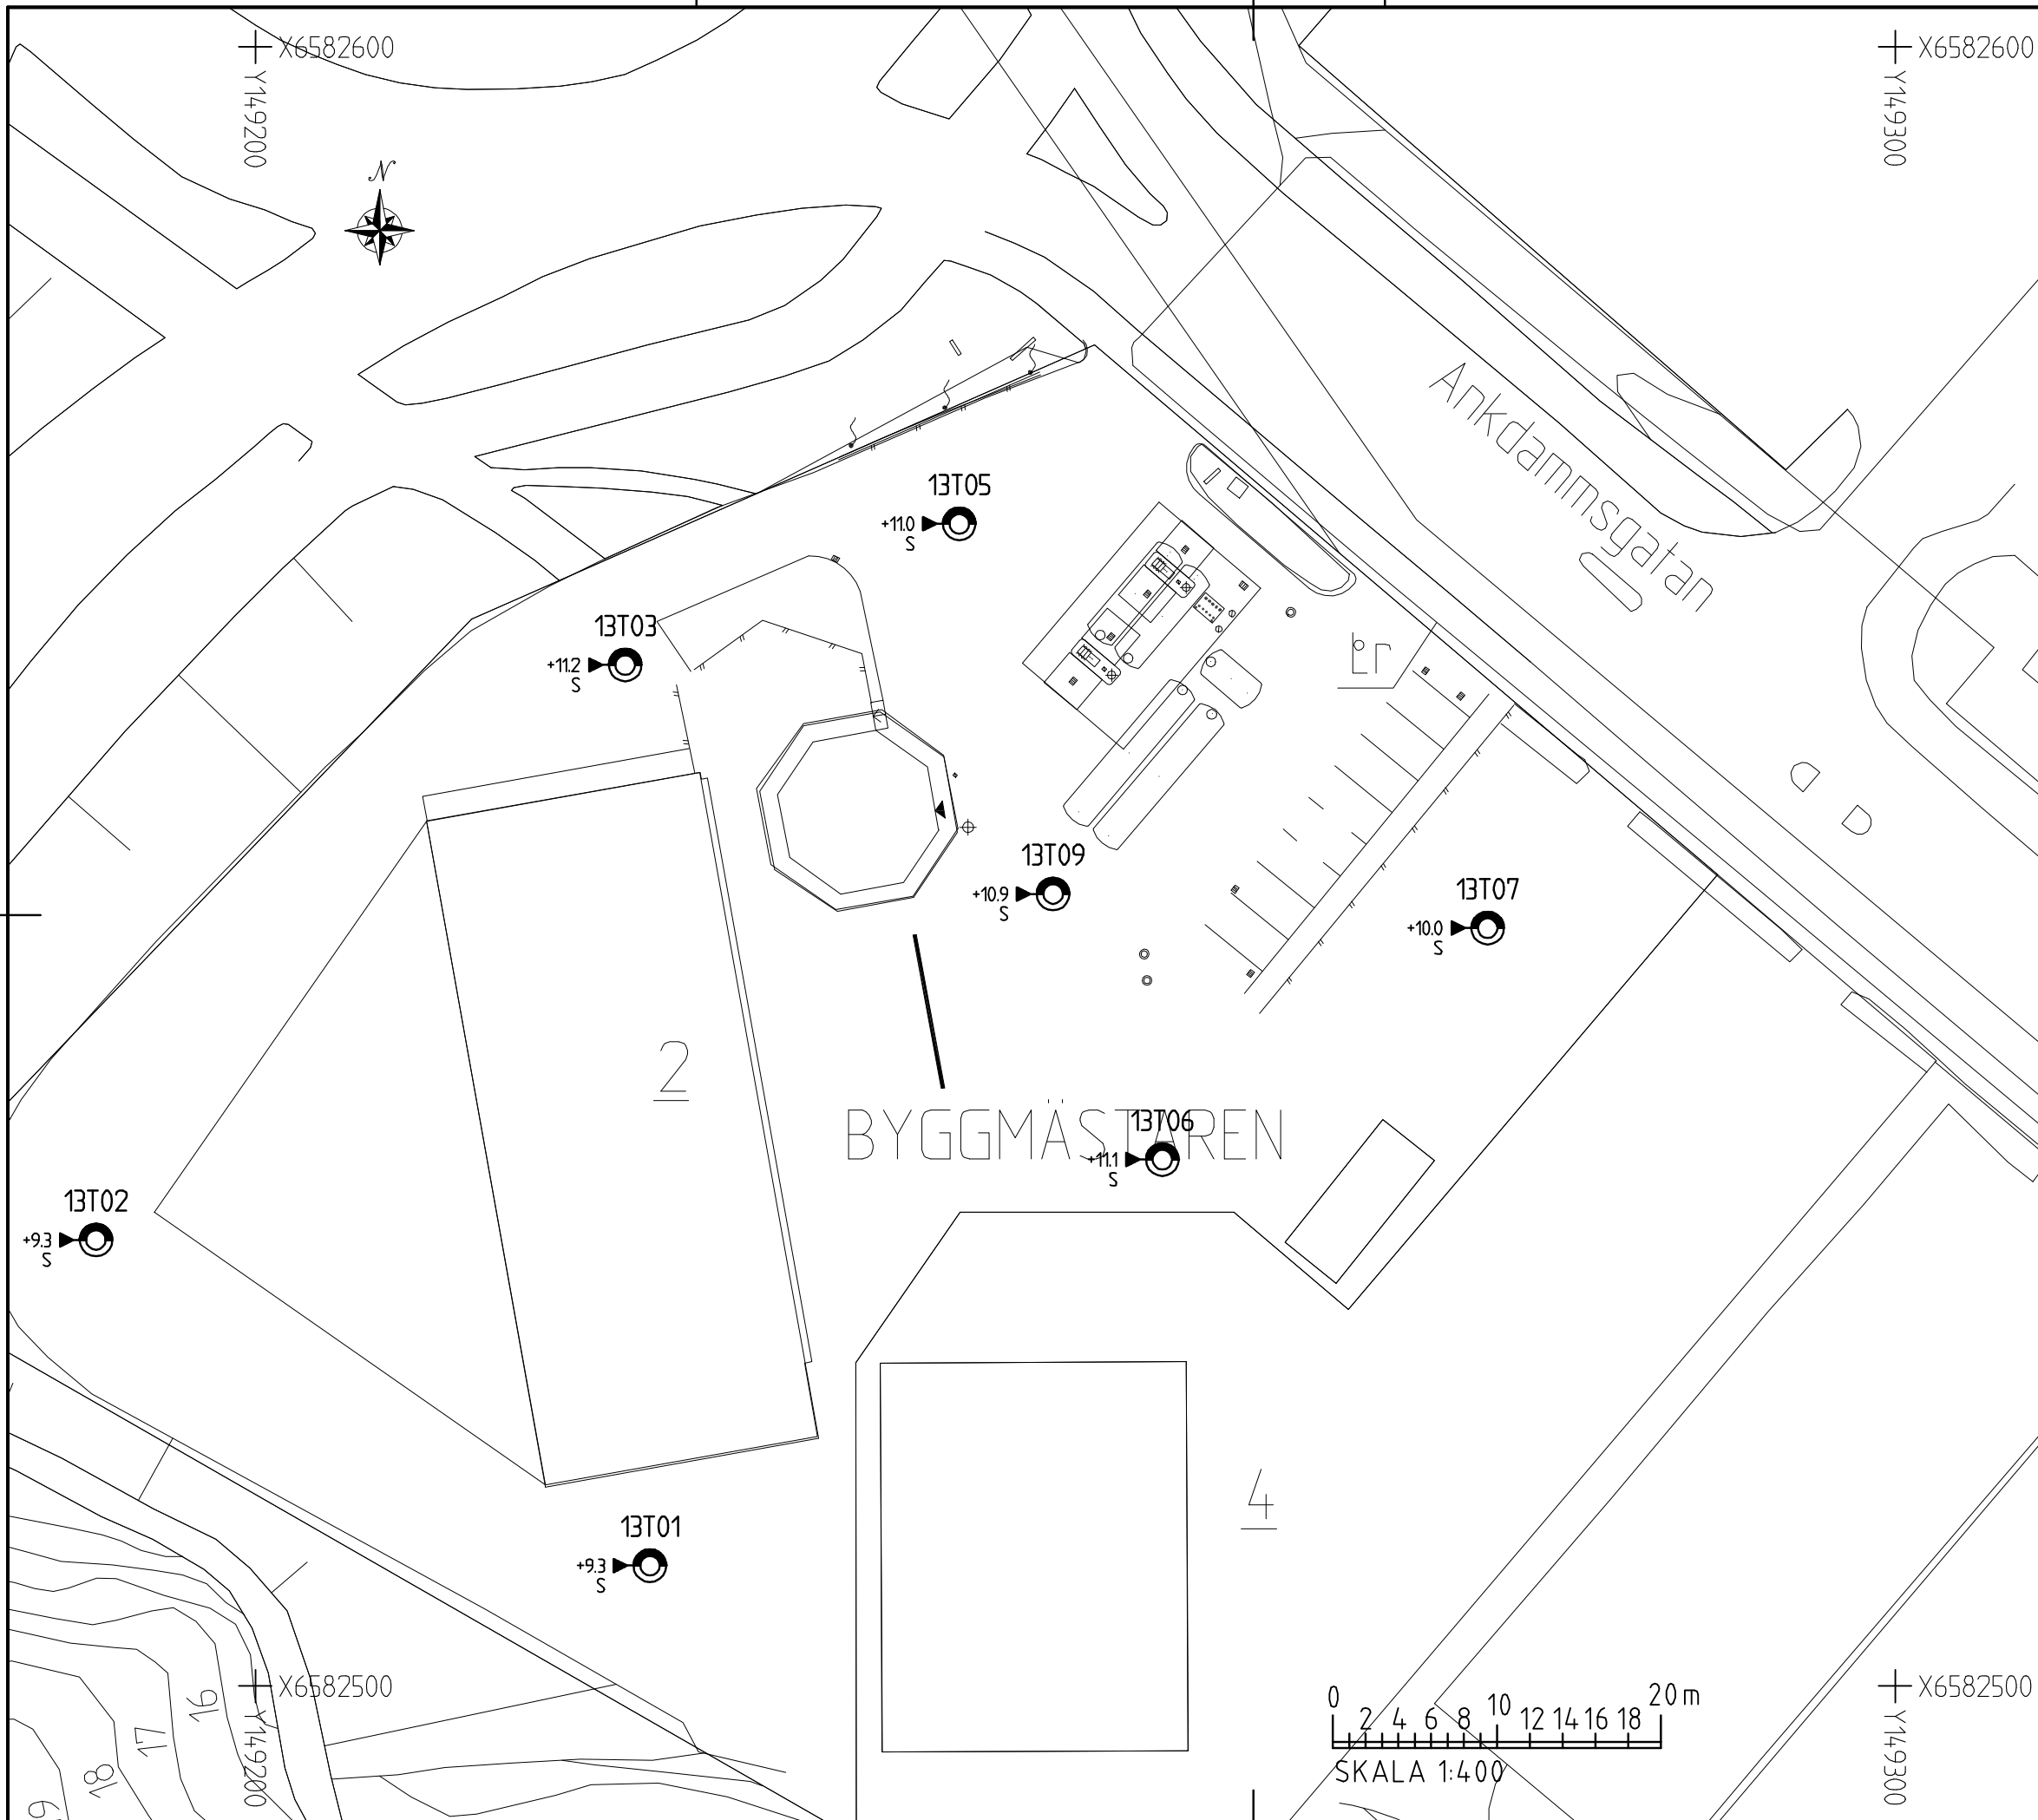 X6582600
X6582600
Y149200
Y149300
N
Ankdammsgatan
13T05
+11.0
S
13T03
+11.2
S
Lr
13T09
+10.9
S
13T07
+10.0
S
2
BYGGMÄSTAREN
13T06
+11.1
S
13T02
+9.3
S
4
13T01
+9.3
S
X6582500
X6582500
Y149200
Y149300
16
17
18
0 2 4 6 8 10 12 14 16 18 20 m
SKALA 1:400